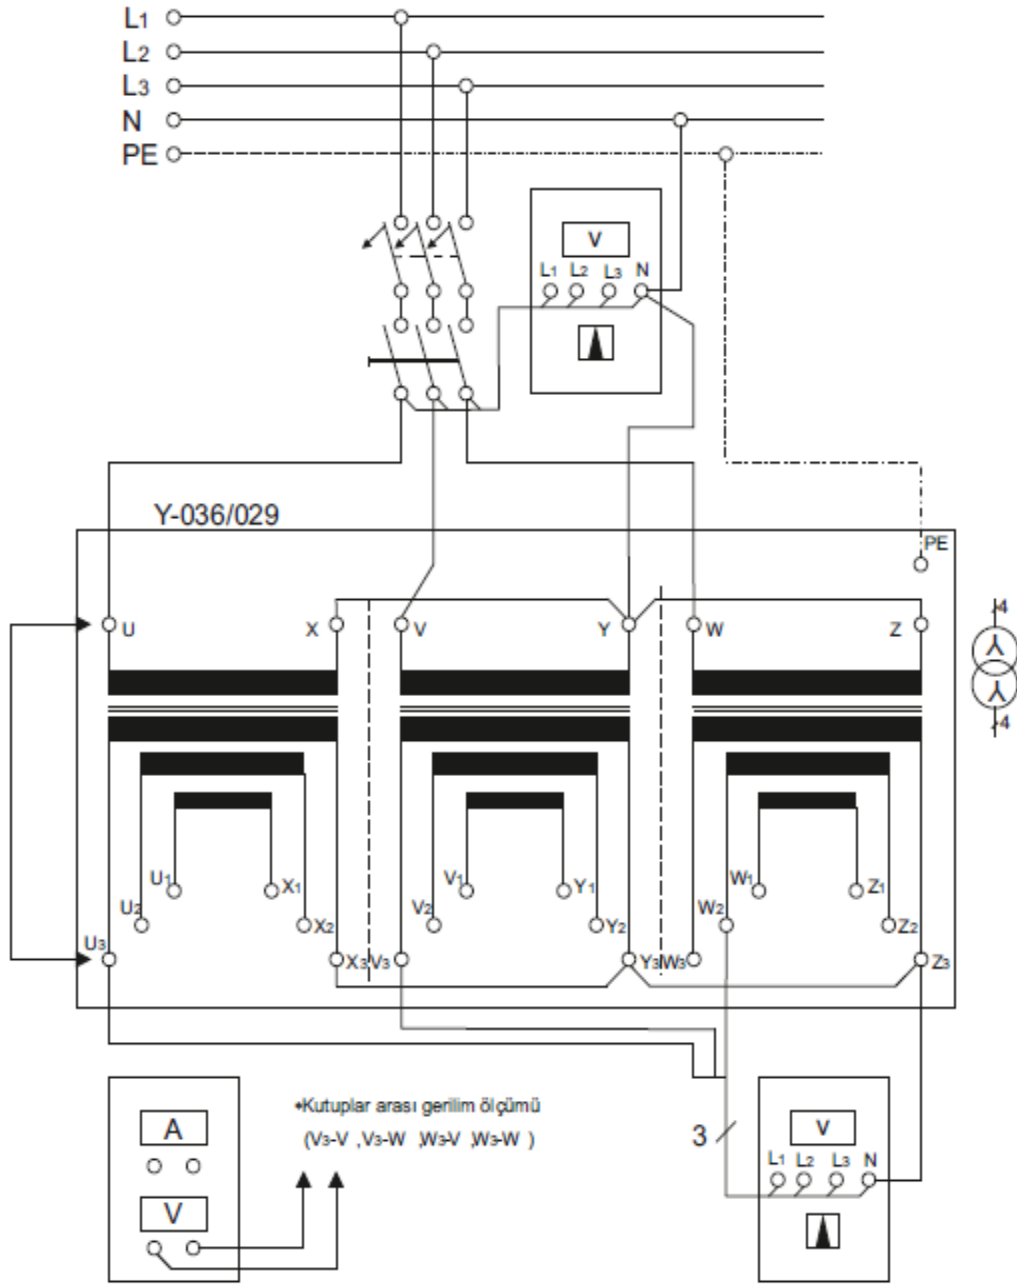 L1
L2
L3
N
PE
V
L1 L2 L3 N
Y-036/029
PE
U X V Y W Z
4
4
U1 X1 V1 Y1 W1 Z1
U2 X2 V2 Y2 W2 Z2
U3 X3 V3 Y3 W3 Z3
A
V
*Kutuplar arası gerilim ölçümü
(V3-V ,V3-W ,W3-V ,W3-W )
3
V
L1 L2 L3 N